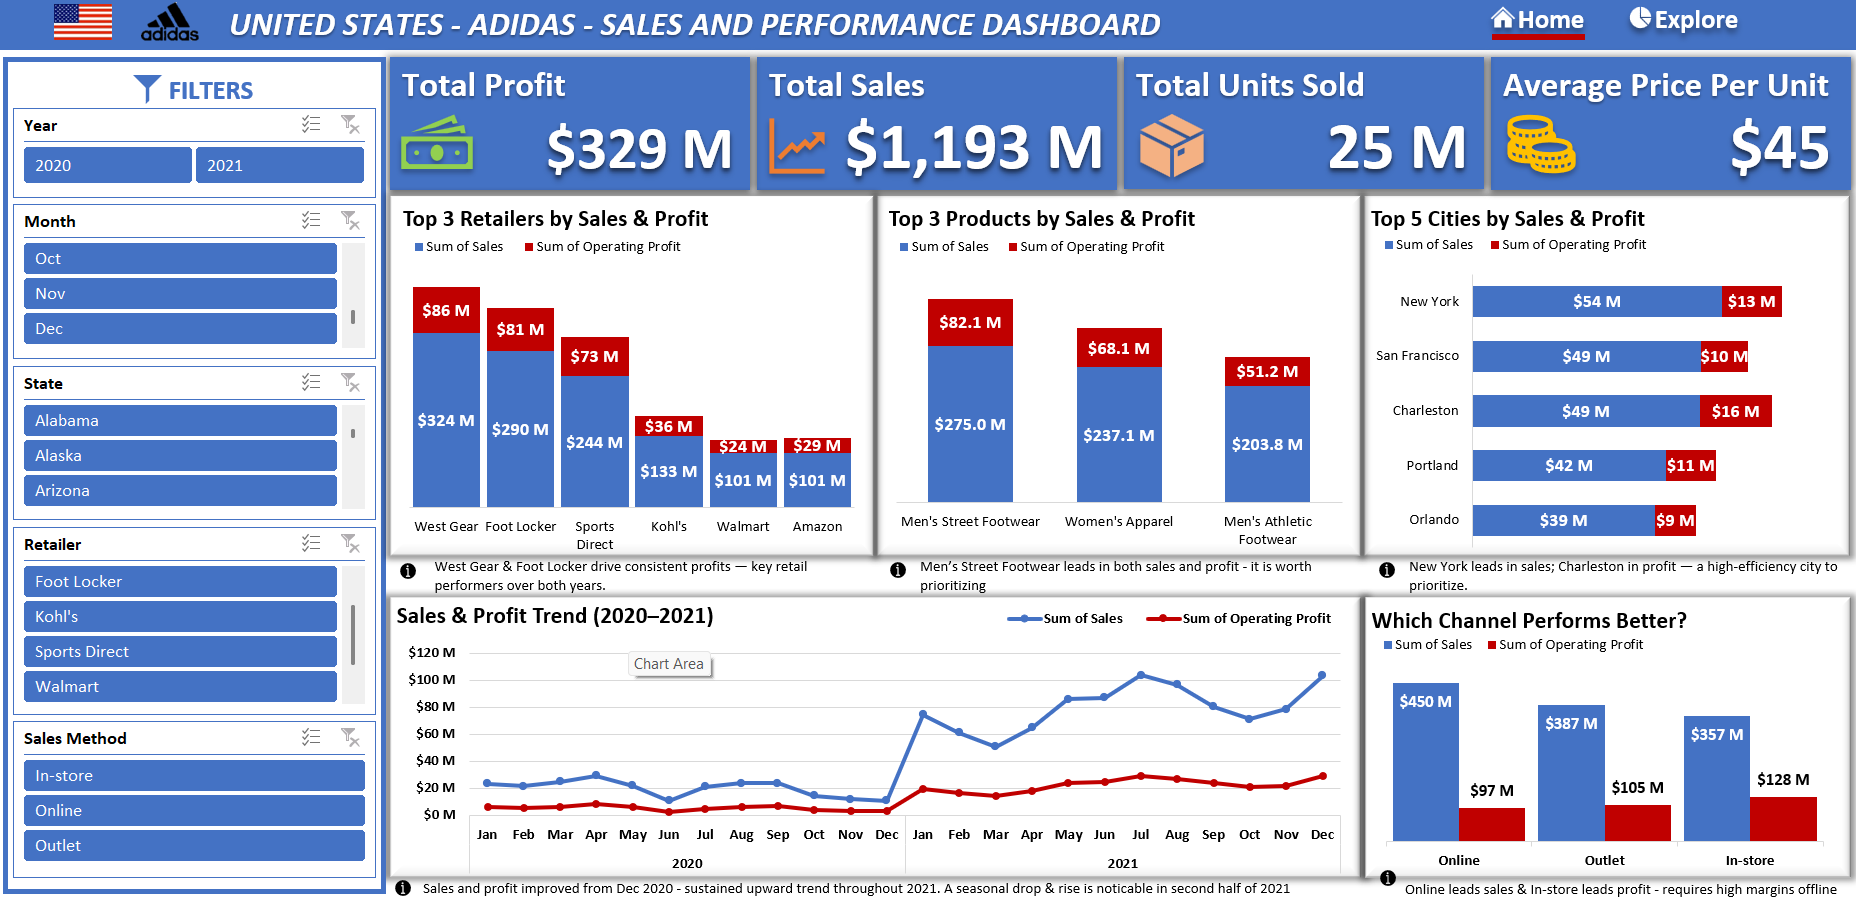 adidas
UNITED STATES - ADIDAS - SALES AND PERFORMANCE DASHBOARD
Home
Explore
FILTERS
Year
2020
2021
Month
Oct
Nov
Dec
State
Alabama
Alaska
Arizona
Retailer
Foot Locker
Kohl's
Sports Direct
Walmart
Sales Method
In-store
Online
Outlet
Total Profit
$329 M
Total Sales
$1,193 M
Total Units Sold
25 M
Average Price Per Unit
$45
Top 3 Retailers by Sales & Profit
Sum of Sales
Sum of Operating Profit
$86 M
$81 M
$73 M
$36 M
$24 M
$29 M
$324 M
$290 M
$244 M
$133 M
$101 M
$101 M
West Gear
Foot Locker
Sports
Direct
Kohl's
Walmart
Amazon
West Gear & Foot Locker drive consistent profits — key retail
performers over both years.
Top 3 Products by Sales & Profit
Sum of Sales
Sum of Operating Profit
$82.1 M
$68.1 M
$51.2 M
$275.0 M
$237.1 M
$203.8 M
Men's Street Footwear
Women's Apparel
Men's Athletic
Footwear
Men’s Street Footwear leads in both sales and profit - it is worth
prioritizing
Top 5 Cities by Sales & Profit
Sum of Sales
Sum of Operating Profit
New York
$54 M
$13 M
San Francisco
$49 M
$10 M
Charleston
$49 M
$16 M
Portland
$42 M
$11 M
Orlando
$39 M
$9 M
New York leads in sales; Charleston in profit — a high-efficiency city to
prioritize.
Sales & Profit Trend (2020–2021)
Sum of Sales
Sum of Operating Profit
Chart Area
$120 M
$100 M
$80 M
$60 M
$40 M
$20 M
$0 M
Jan Feb Mar Apr May Jun Jul Aug Sep Oct Nov Dec Jan Feb Mar Apr May Jun Jul Aug Sep Oct Nov Dec
2020
2021
Sales and profit improved from Dec 2020 - sustained upward trend throughout 2021. A seasonal drop & rise is noticable in second half of 2021
Which Channel Performs Better?
Sum of Sales
Sum of Operating Profit
$450 M
$97 M
$387 M
$105 M
$357 M
$128 M
Online
Outlet
In-store
Online leads sales & In-store leads profit - requires high margins offline